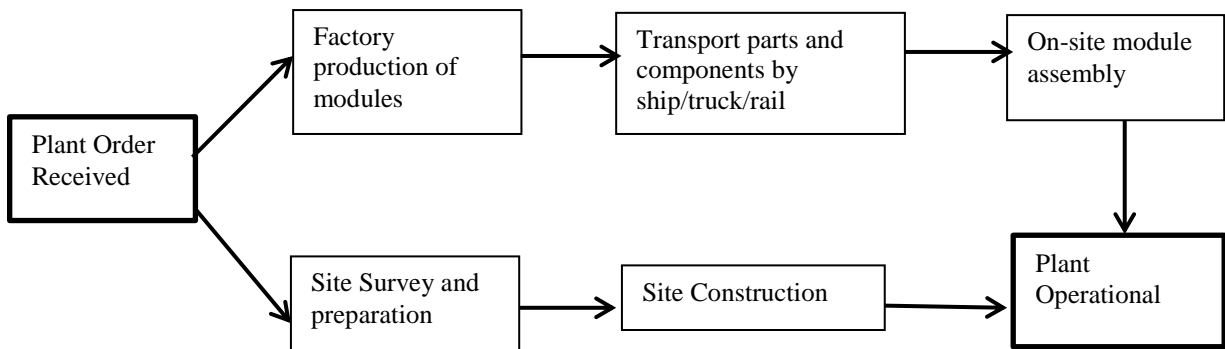 Plant Order
Received
Factory
production of
modules
Transport parts and
components by
ship/truck/rail
On-site module
assembly
Site Survey and
preparation
Site Construction
Plant
Operational